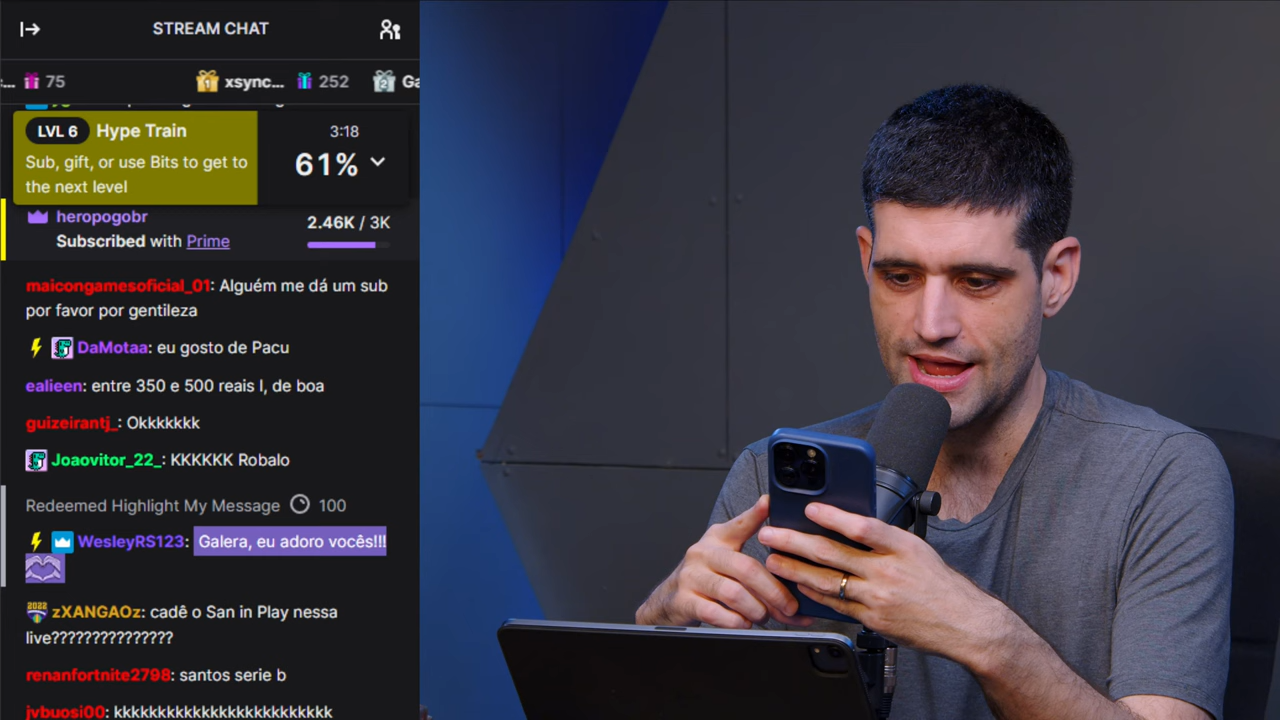 STREAM CHAT
... 75
xsync... 252
LVL 6 Hype Train
Sub, gift, or use Bits to get to
the next level
3:18
61%
heropogobr
Subscribed with Prime
2.46K / 3K
maicongamesoficial_01: Alguém me dá um sub
por favor por gentileza
DaMotaa: eu gosto de Pacu
ealieen: entre 350 e 500 reais l, de boa
guizeirantj_: Okkkkkkk
Joaovitor_22_: KKKKKK Robalo
Redeemed Highlight My Message 100
WesleyRS123: Galera, eu adoro vocês!!!
zXANGAOz: cadê o San in Play nessa
live???????????????
renanfortnite2798: santos serie b
jvbuosi00: kkkkkkkkkkkkkkkkkkkkkkkk